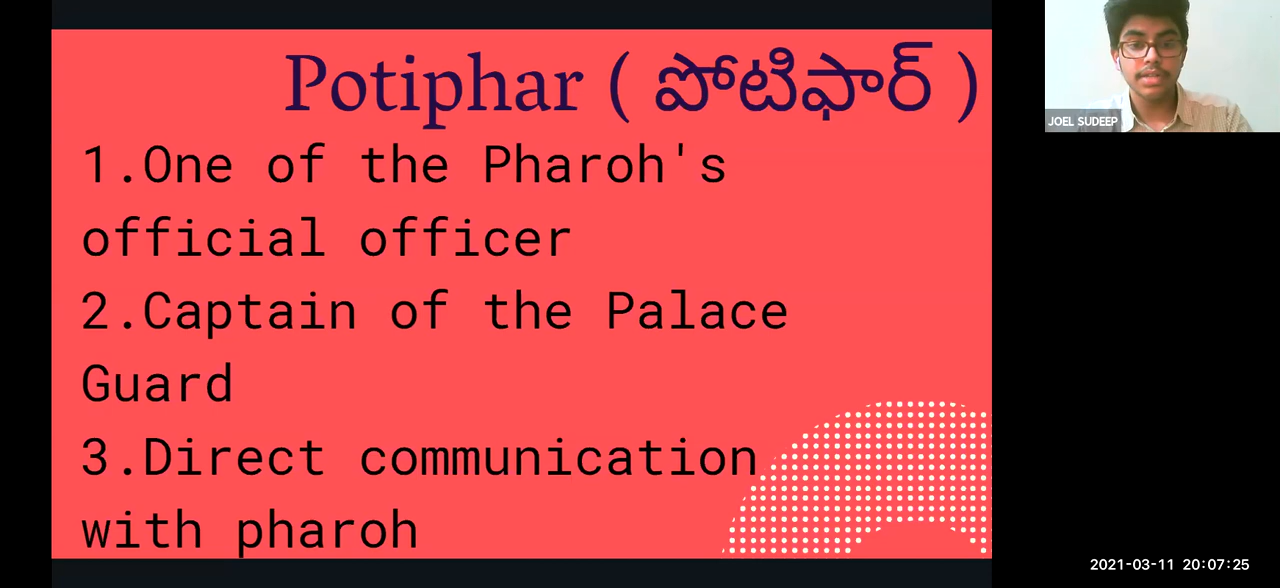 Potiphar ( పోటిఫార్ )
1.One of the Pharoh's
official officer
2.Captain of the Palace
Guard
3.Direct communication
with pharoh
JOEL SUDEEP
2021-03-11 20:07:25